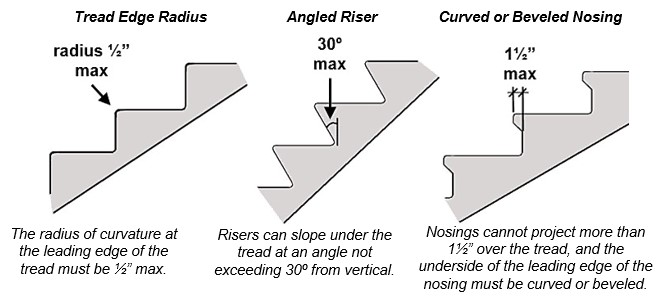 Tread Edge Radius
radius ½”
max
The radius of curvature at
the leading edge of the
tread must be ½” max.
Angled Riser
30º
max
Risers can slope under the
tread at an angle not
exceeding 30º from vertical.
Curved or Beveled Nosing
1½”
max
Nosings cannot project more than
1½” over the tread, and the
underside of the leading edge of the
nosing must be curved or beveled.